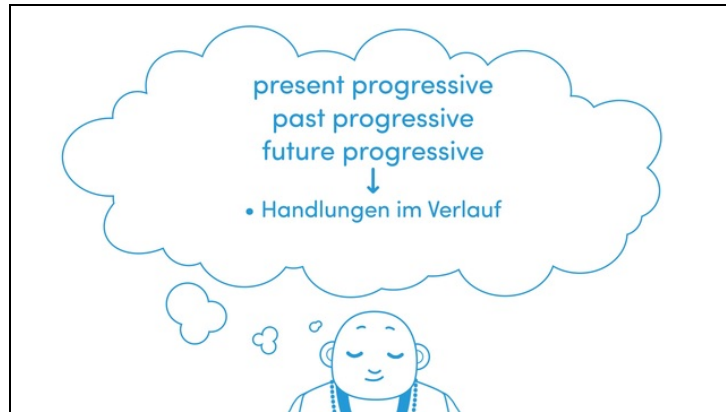 present progressive
past progressive
future progressive
↓
• Handlungen im Verlauf